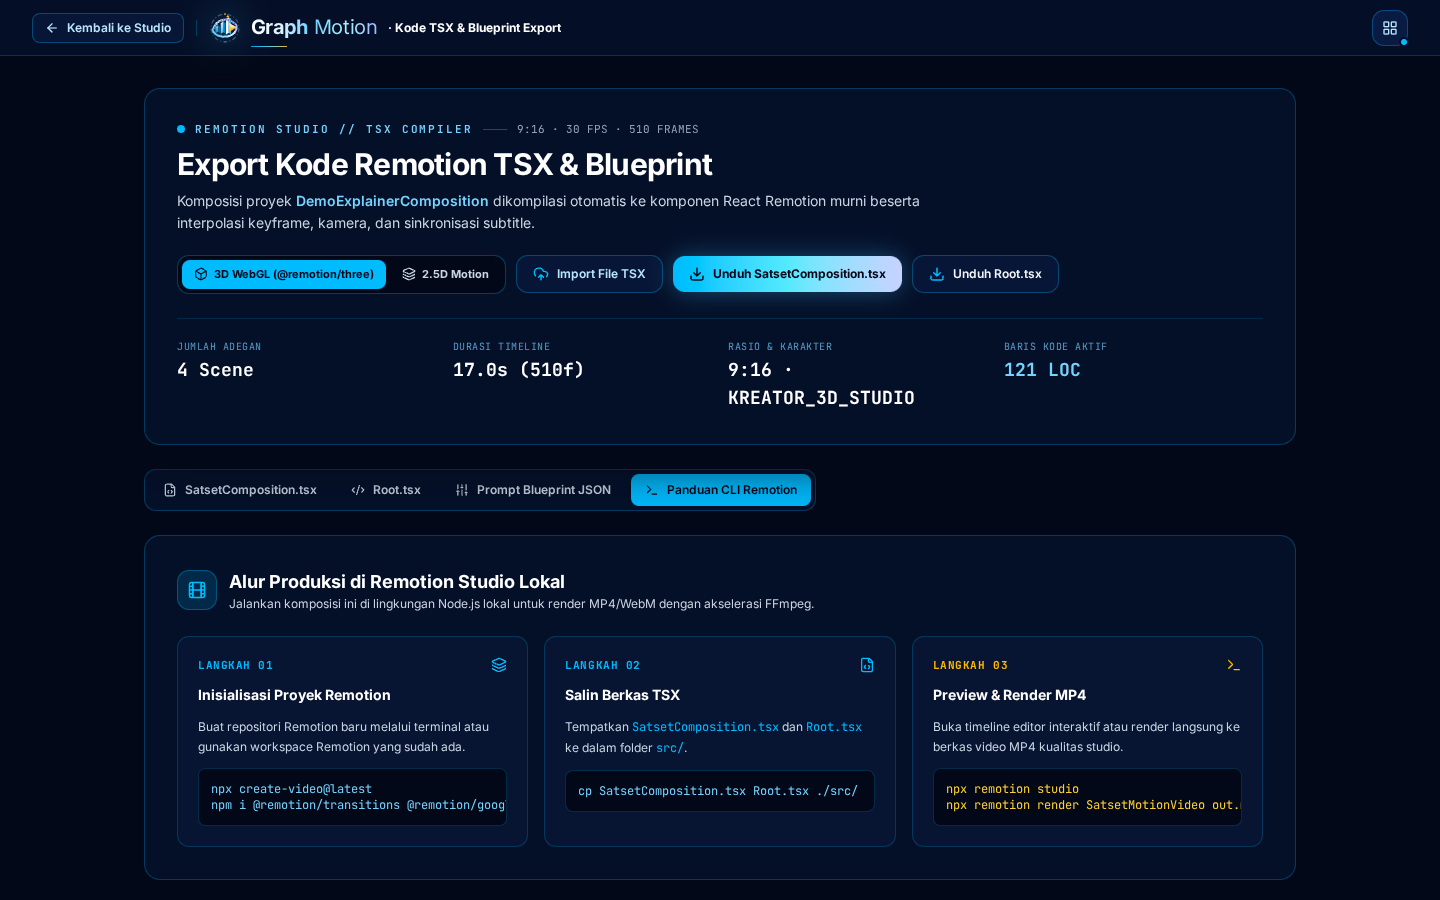 Kembali ke Studio
Graph Motion · Kode TSX & Blueprint Export
REMOTION STUDIO // TSX COMPILER 9:16 · 30 FPS · 510 FRAMES
Export Kode Remotion TSX & Blueprint
Komposisi proyek DemoExplainerComposition dikompilasi otomatis ke komponen React Remotion murni beserta
interpolasi keyframe, kamera, dan sinkronisasi subtitle.
3D WebGL (@remotion/three) 2.5D Motion Import File TSX Unduh SatsetComposition.tsx Unduh Root.tsx
JUMLAH ADEGAN
4 Scene
DURASI TIMELINE
17.0s (510f)
RASIO & KARAKTER
9:16 ·
KREATOR_3D_STUDIO
BARIS KODE AKTIF
121 LOC
SatsetComposition.tsx Root.tsx Prompt Blueprint JSON Panduan CLI Remotion
Alur Produksi di Remotion Studio Lokal
Jalankan komposisi ini di lingkungan Node.js lokal untuk render MP4/WebM dengan akselerasi FFmpeg.
LANGKAH 01
Inisialisasi Proyek Remotion
Buat repositori Remotion baru melalui terminal atau
gunakan workspace Remotion yang sudah ada.
npx create-video@latest
npm i @remotion/transitions @remotion/goog
LANGKAH 02
Salin Berkas TSX
Tempatkan SatsetComposition.tsx dan Root.tsx
ke dalam folder src/.
cp SatsetComposition.tsx Root.tsx ./src/
LANGKAH 03
Preview & Render MP4
Buka timeline editor interaktif atau render langsung ke
berkas video MP4 kualitas studio.
npx remotion studio
npx remotion render SatsetMotionVideo out.